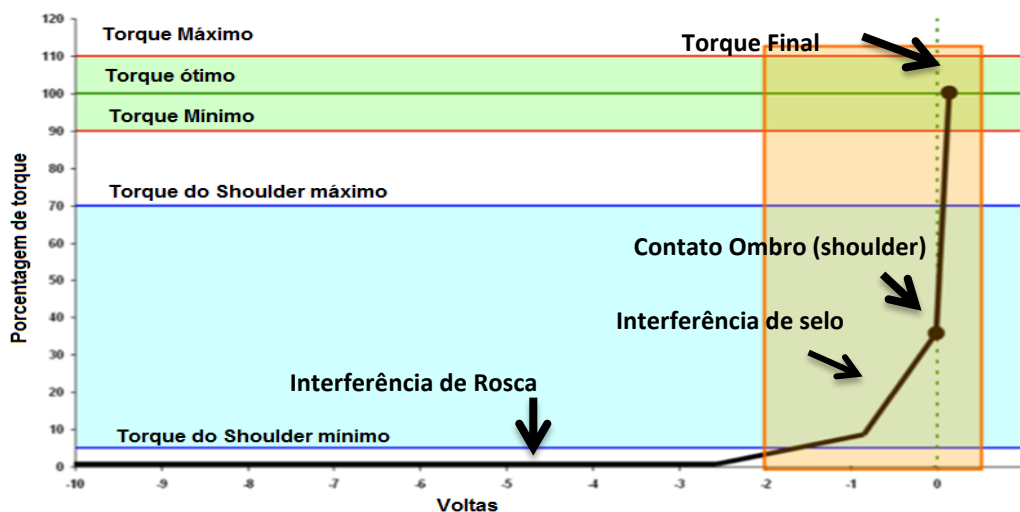 120
Torque Máximo
Torque Final
110
Torque ótimo
100
Torque Mínimo
90
80
Torque do Shoulder máximo
70
60
Contato Ombro (shoulder)
50
40
Interferência de selo
30
Interferência de Rosca
20
10
Torque do Shoulder mínimo
0
-10 -9 -8 -7 -6 -5 -4 -3 -2 -1 0
Voltas
Porcentagem de torque